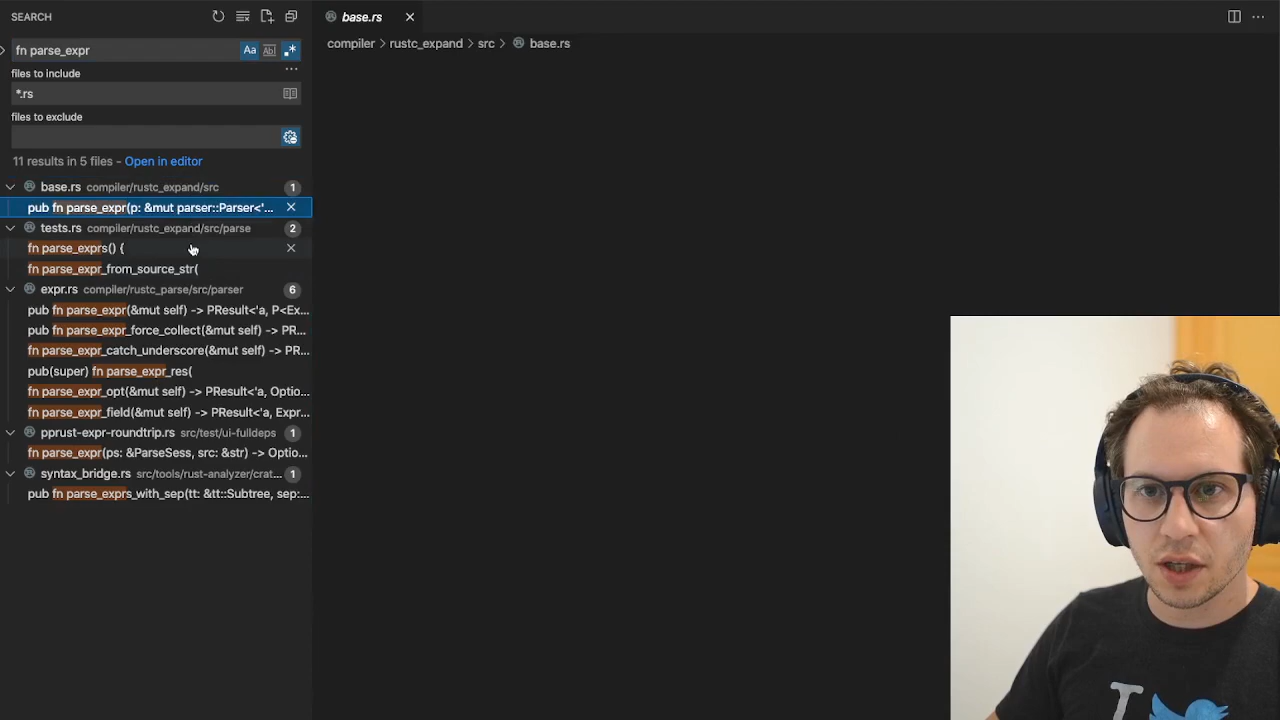 SEARCH
base.rs
fn parse_expr
Aa
Ab
compiler > rustc_expand > src > base.rs
files to include
*.rs
files to exclude
11 results in 5 files - Open in editor
base.rs compiler/rustc_expand/src 1
pub fn parse_expr(p: &mut parser::Parser<'...
tests.rs compiler/rustc_expand/src/parse 2
fn parse_exprs() {
fn parse_expr_from_source_str(
expr.rs compiler/rustc_parse/src/parser 6
pub fn parse_expr(&mut self) -> PResult<'a, P<Ex...
pub fn parse_expr_force_collect(&mut self) -> PR...
fn parse_expr_catch_underscore(&mut self) -> PR...
pub(super) fn parse_expr_res(
fn parse_expr_opt(&mut self) -> PResult<'a, Optio...
fn parse_expr_field(&mut self) -> PResult<'a, Expr...
pprust-expr-roundtrip.rs src/test/ui-fulldeps 1
fn parse_expr(ps: &ParseSess, src: &str) -> Optio...
syntax_bridge.rs src/tools/rust-analyzer/crat... 1
pub fn parse_exprs_with_sep(tt: &tt::Subtree, sep:...
I